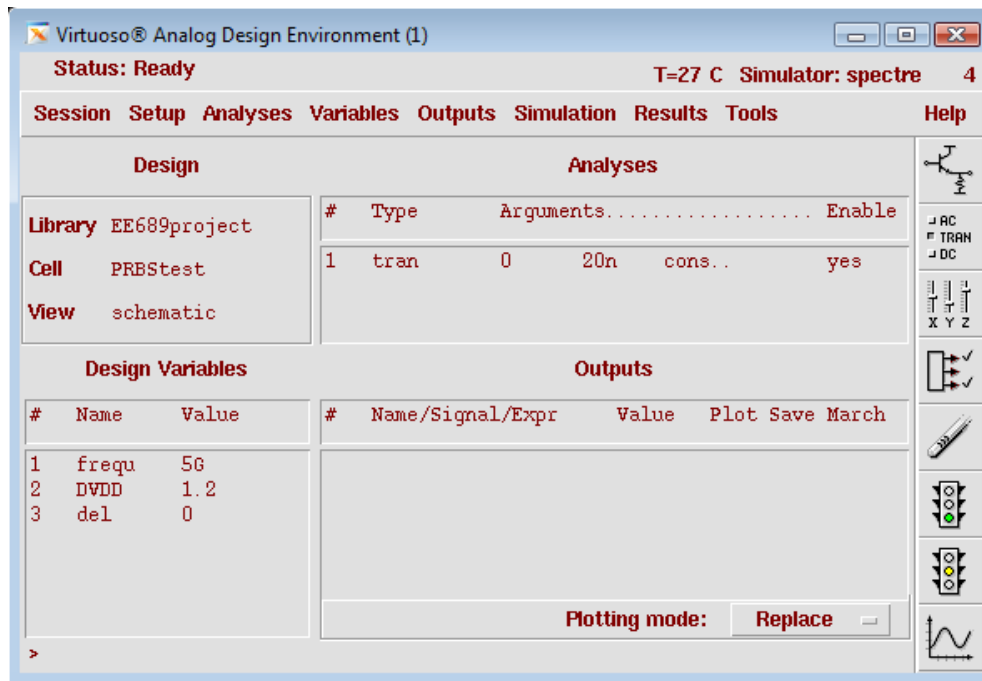 Virtuoso® Analog Design Environment (1)
Status: Ready T=27 C Simulator: spectre 4
Session Setup Analyses Variables Outputs Simulation Results Tools Help
Design
Library EE689project
Cell PRBStest
View schematic
Analyses
# Type Arguments................... Enable
1 tran 0 20n cons.. yes
Design Variables
# Name Value
1 frequ 5G
2 DVDD 1.2
3 del 0
Outputs
# Name/Signal/Expr Value Plot Save March
Plotting mode: Replace
>
AC
TRAN
DC
X Y Z